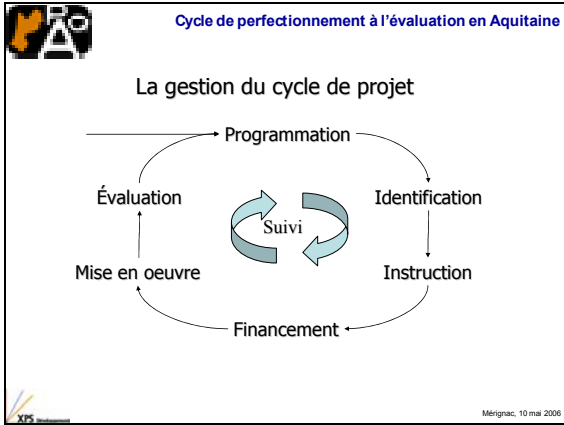 Cycle de perfectionnement à l'évaluation en Aquitaine
La gestion du cycle de projet
Programmation
Évaluation
Identification
Suivi
Mise en oeuvre
Instruction
Financement
XPS
Mérignac, 10 mai 2006